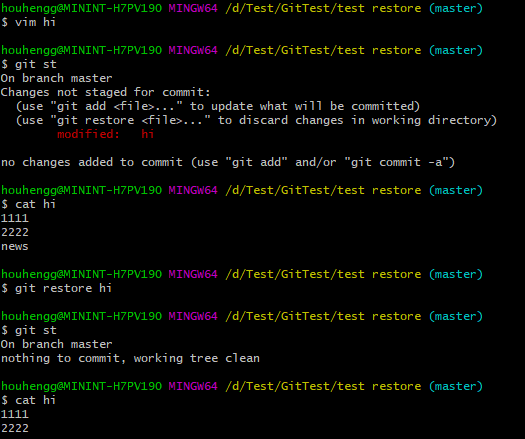 houhengg@MININT-H7PV190 MINGW64 /d/Test/GitTest/test restore (master)
$ vim hi
houhengg@MININT-H7PV190 MINGW64 /d/Test/GitTest/test restore (master)
$ git st
On branch master
Changes not staged for commit:
  (use "git add <file>..." to update what will be committed)
  (use "git restore <file>..." to discard changes in working directory)
        modified:   hi
no changes added to commit (use "git add" and/or "git commit -a")
houhengg@MININT-H7PV190 MINGW64 /d/Test/GitTest/test restore (master)
$ cat hi
1111
2222
news
houhengg@MININT-H7PV190 MINGW64 /d/Test/GitTest/test restore (master)
$ git restore hi
houhengg@MININT-H7PV190 MINGW64 /d/Test/GitTest/test restore (master)
$ git st
On branch master
nothing to commit, working tree clean
houhengg@MININT-H7PV190 MINGW64 /d/Test/GitTest/test restore (master)
$ cat hi
1111
2222